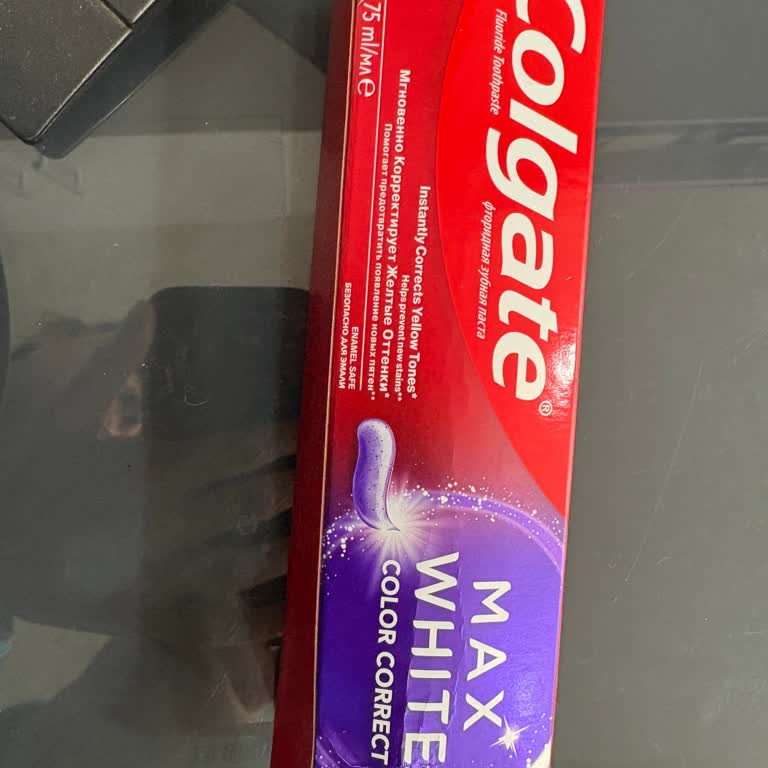 Colgate®
Fluoride Toothpaste
фторидная зубная паста
Instantly Corrects Yellow Tones*
Helps prevent new stains**
Мгновенно Корректирует Желтые Оттенки*
Помогает предотвратить появление новых пятен**
75 ml/мл ℮
ENAMEL SAFE
БЕЗОПАСНО ДЛЯ ЭМАЛИ
MAX
WHITE
COLOR CORRECT